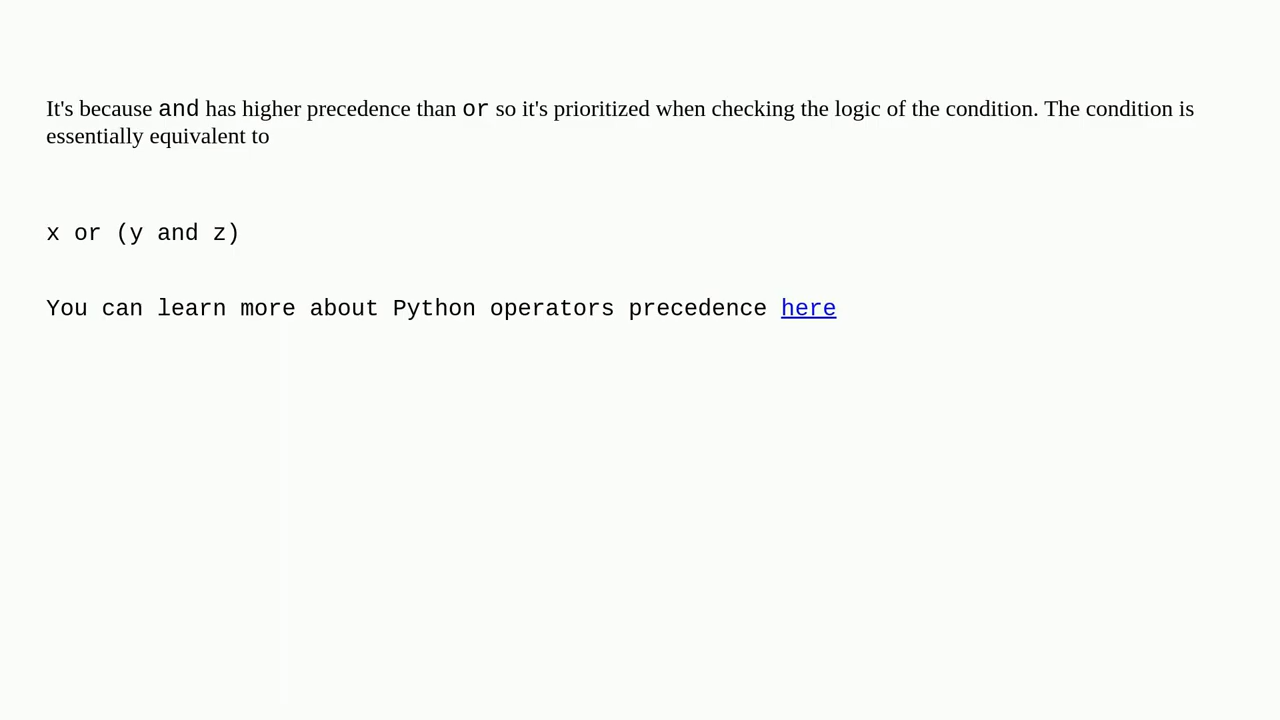 It's because and has higher precedence than or so it's prioritized when checking the logic of the condition. The condition is
essentially equivalent to
x or (y and z)
You can learn more about Python operators precedence here